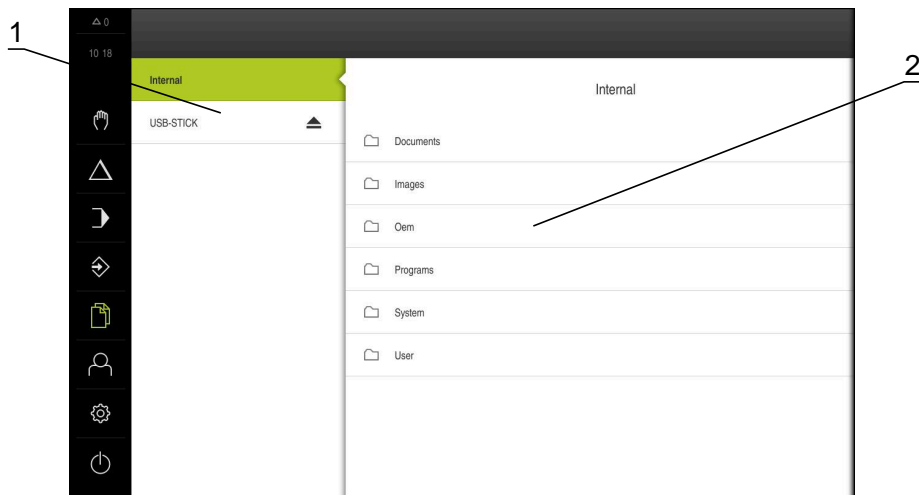 1
2
0
10 18
Internal
USB-STICK
Internal
Documents
Images
Oem
Programs
System
User